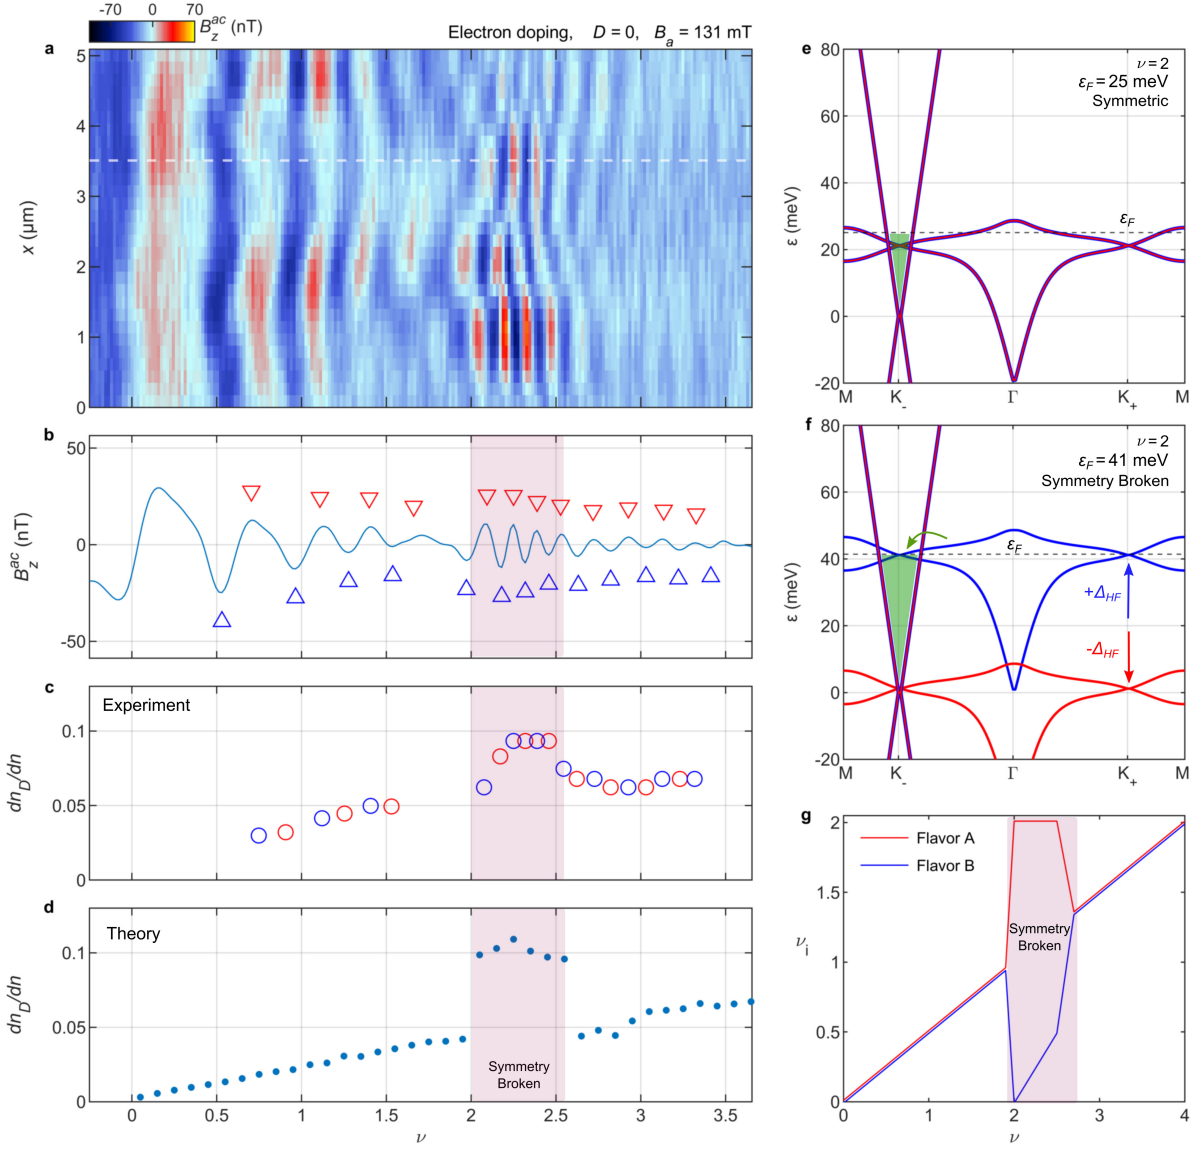 -70 0 70
B_z^ac (nT)
Electron doping, D = 0, B_a = 131 mT
a
5
4
3
2
1
0
x (μm)
b
50
0
-50
B_z^ac (nT)
c
Experiment
0.1
0.05
0
dn_D/dn
d
Theory
0.1
0.05
0
dn_D/dn
Symmetry
Broken
0 0.5 1 1.5 2 2.5 3 3.5
ν
e
80
60
40
20
0
-20
ε (meV)
ν = 2
ε_F = 25 meV
Symmetric
ε_F
M K_- Γ K_+ M
f
80
60
40
20
0
-20
ε (meV)
ν = 2
ε_F = 41 meV
Symmetry Broken
ε_F
+Δ_HF
-Δ_HF
M K_- Γ K_+ M
g
2
1.5
1
0.5
0
ν_i
Flavor A
Flavor B
Symmetry
Broken
0 1 2 3 4
ν